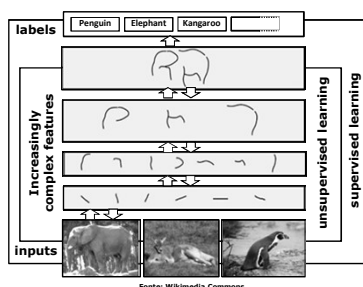 labels
Penguin
Elephant
Kangaroo
Increasingly
complex features
unsupervised learning
supervised learning
inputs
Fonte: Wikimedia Commons